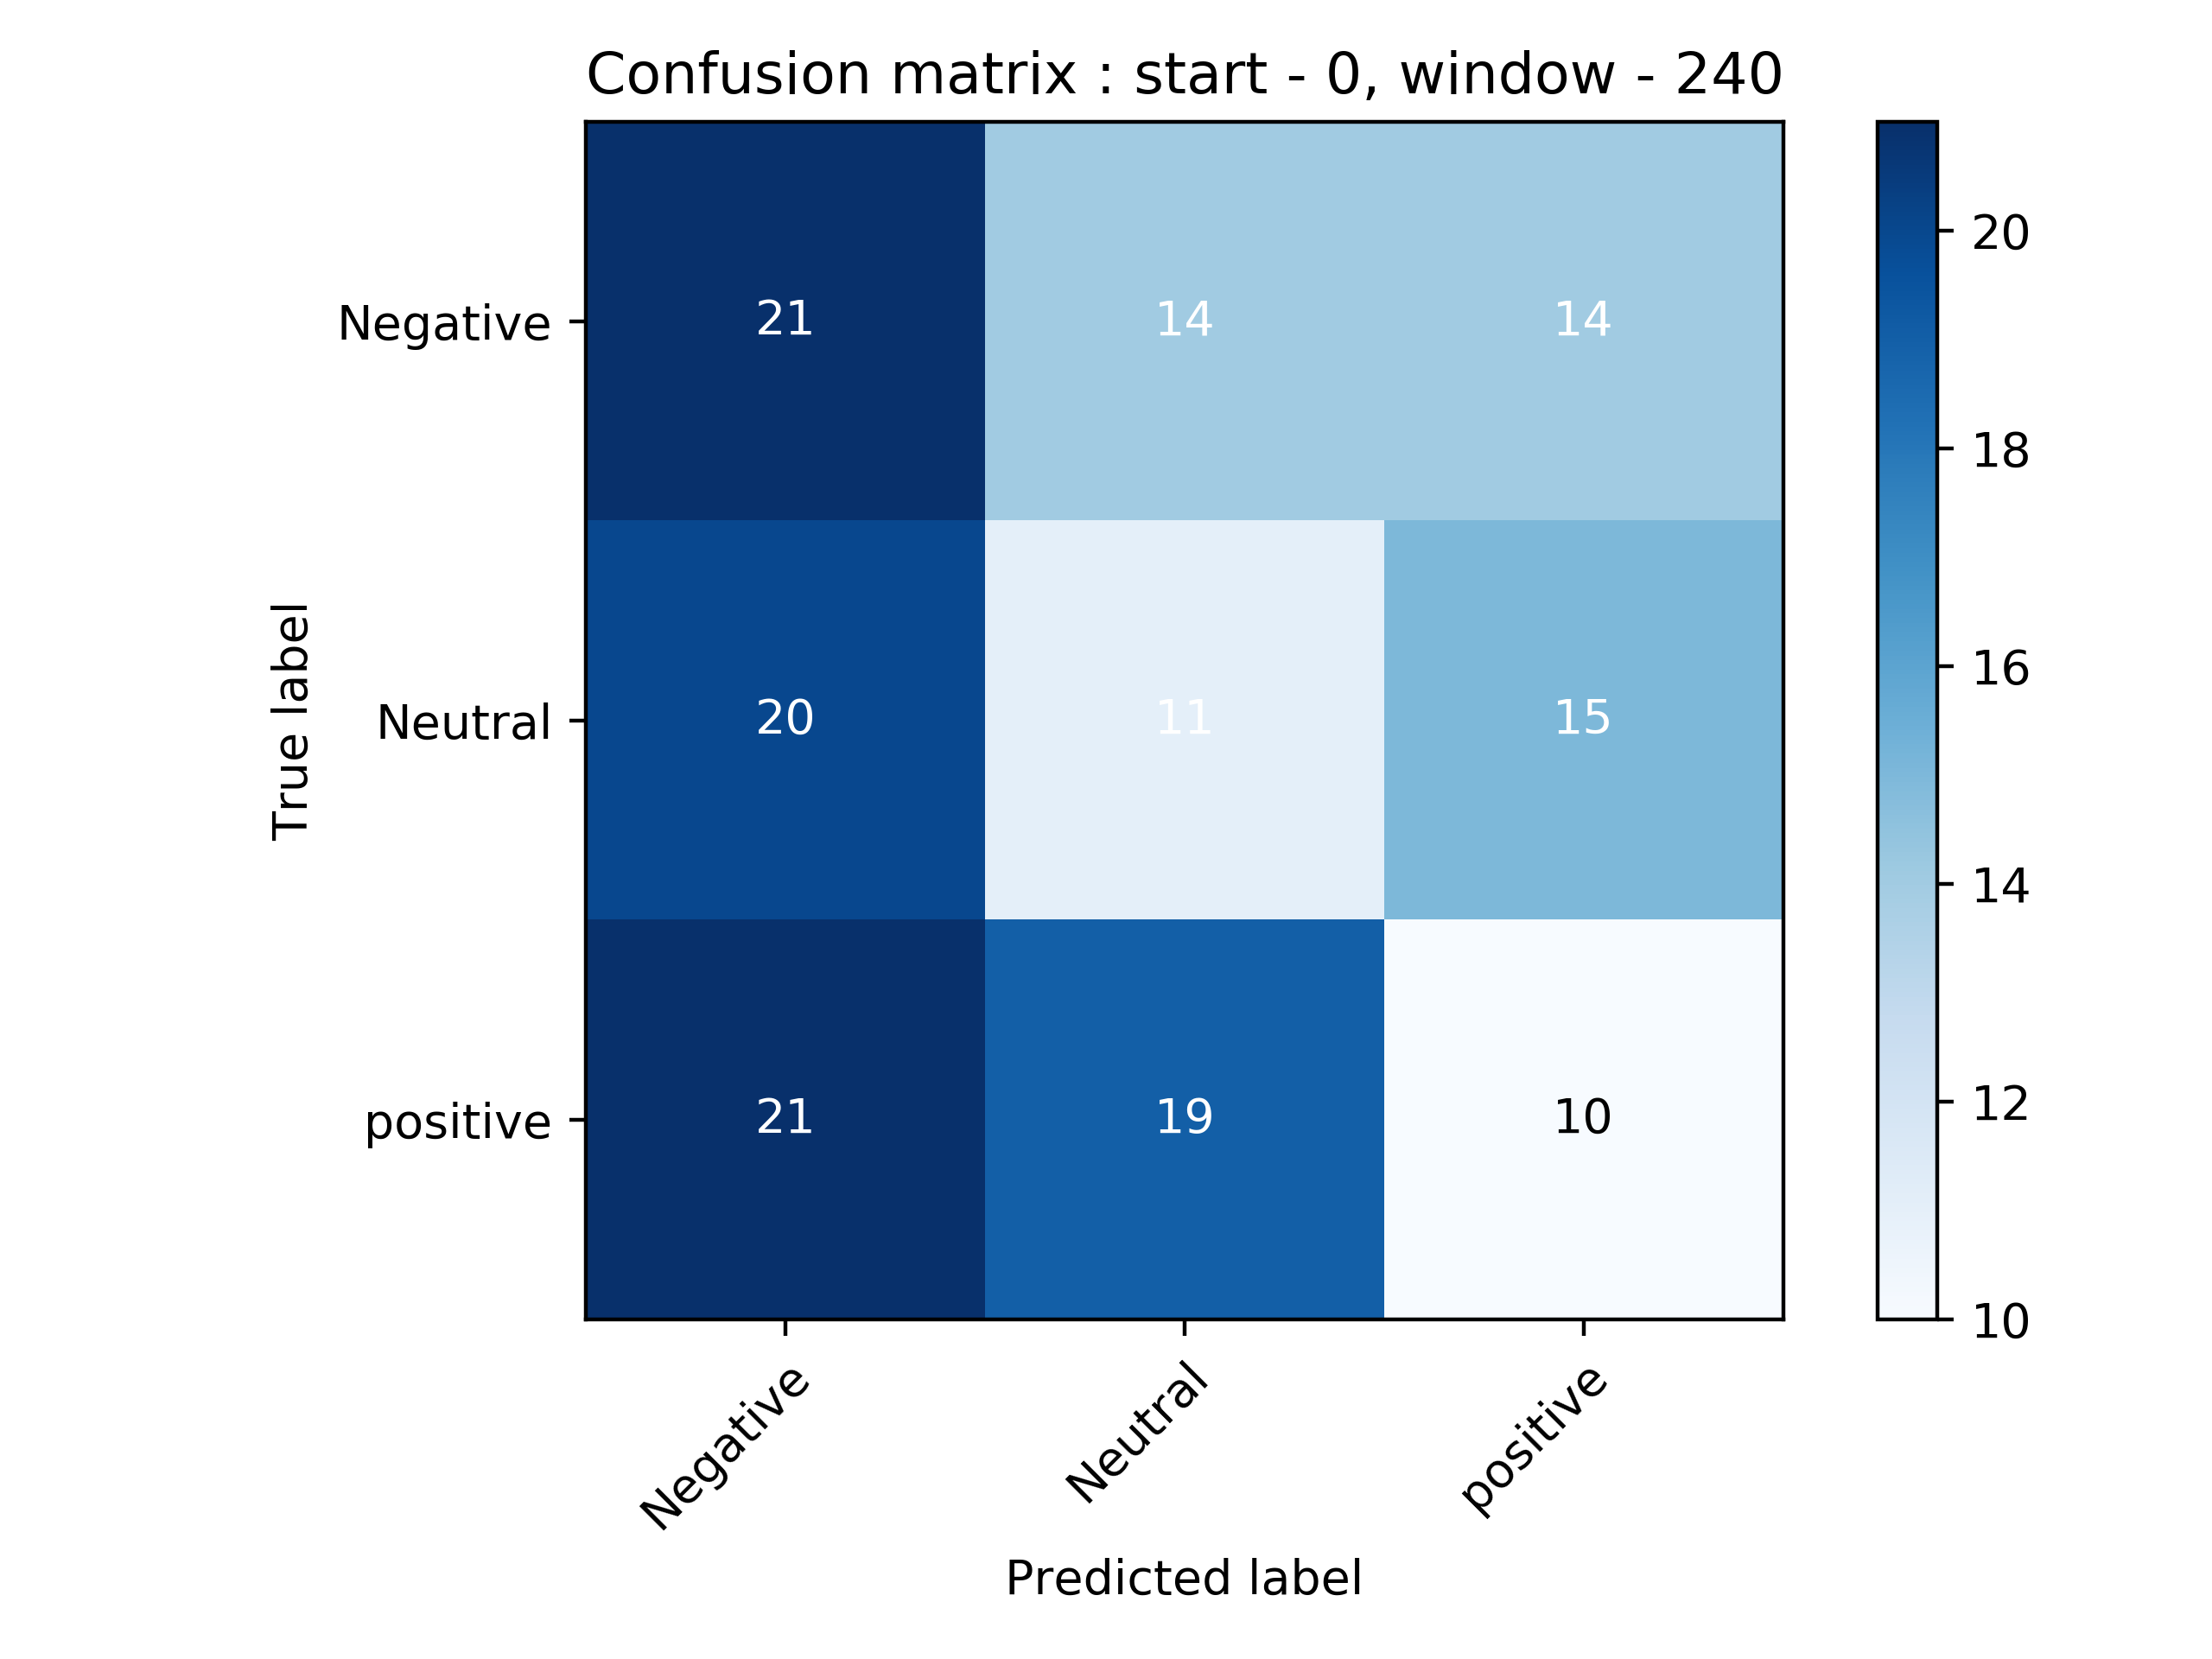 Confusion matrix : start - 0, window - 240
True label
Negative
Neutral
positive
21 14 14
20 11 15
21 19 10
Negative Neutral positive
Predicted label
20
18
16
14
12
10